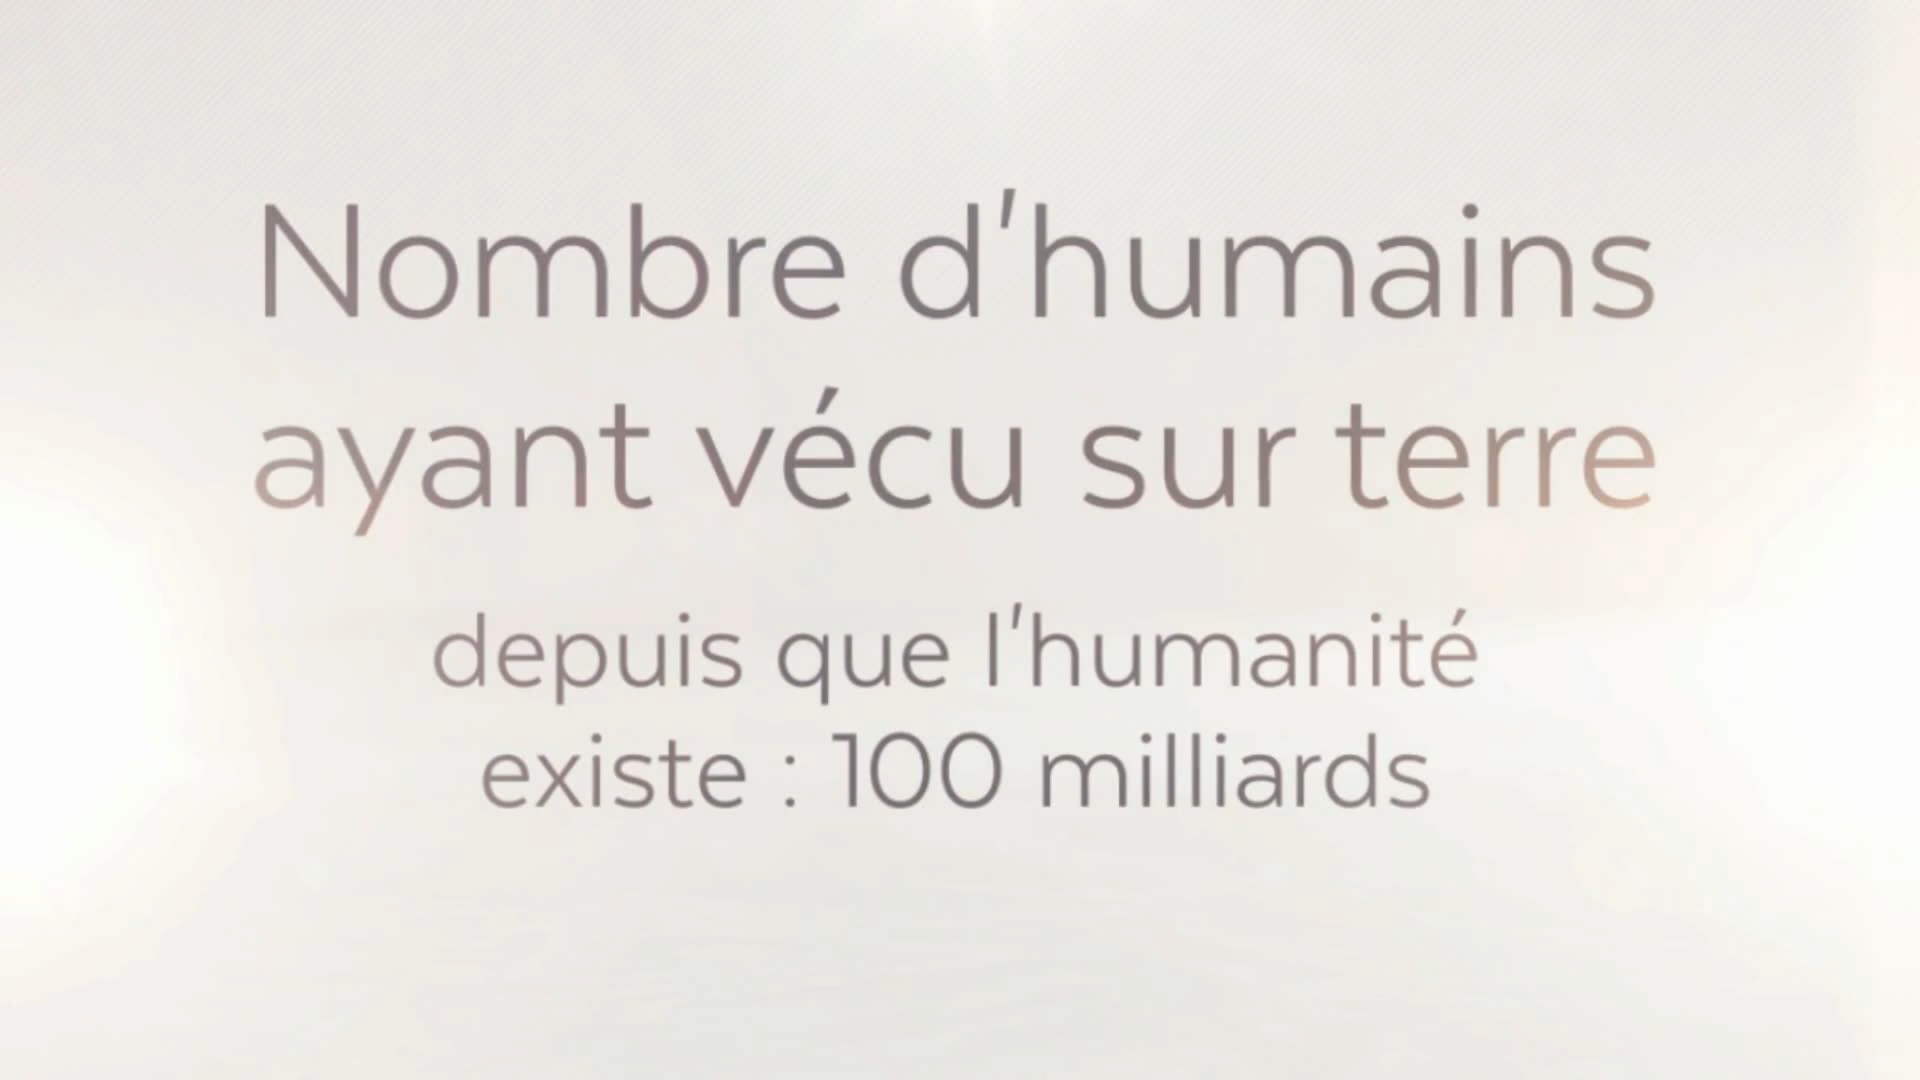 Nombre d'humains
ayant vécu sur terre
depuis que l'humanité
existe : 100 milliards